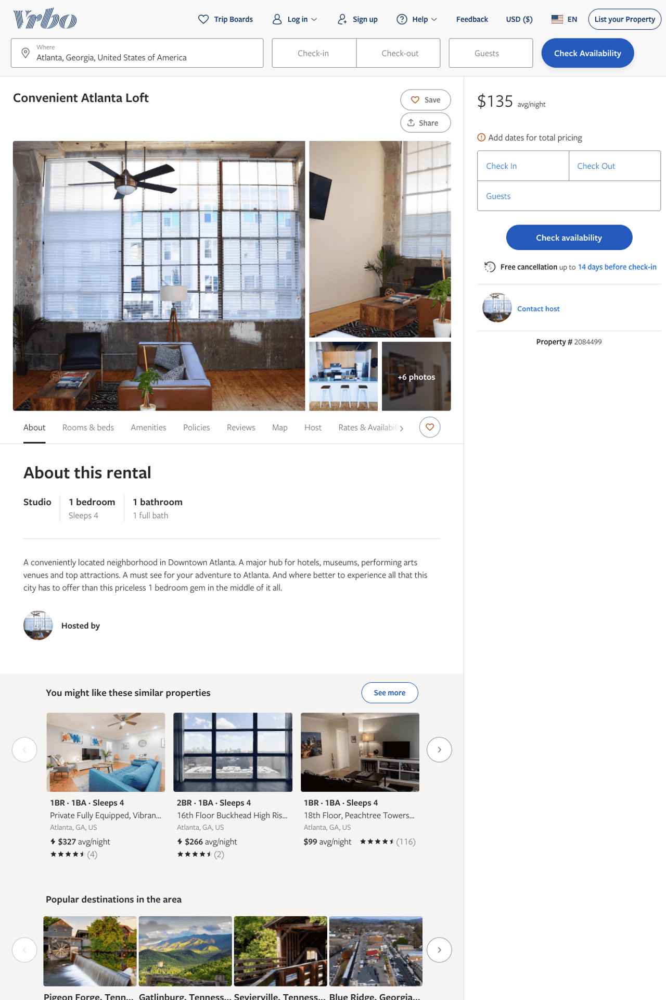 Vrbo
Trip Boards
Log in
Sign up
Help
Feedback
USD ($)
EN
List your Property
Where
Atlanta, Georgia, United States of America
Check-in
Check-out
Guests
Check Availability
Convenient Atlanta Loft
Save
Share
+6 photos
$135 avg/night
Add dates for total pricing
Check In
Check Out
Guests
Check availability
Free cancellation up to 14 days before check-in
Contact host
Property # 2084499
About
Rooms & beds
Amenities
Policies
Reviews
Map
Host
Rates & Availabili
About this rental
Studio
1 bedroom
Sleeps 4
1 bathroom
1 full bath
A conveniently located neighborhood in Downtown Atlanta. A major hub for hotels, museums, performing arts
venues and top attractions. A must see for your adventure to Atlanta. And where better to experience all that this
city has to offer than this priceless 1 bedroom gem in the middle of it all.
Hosted by
You might like these similar properties
See more
1BR · 1BA · Sleeps 4
Private Fully Equipped, Vibran...
Atlanta, GA, US
$327 avg/night
(4)
2BR · 1BA · Sleeps 4
16th Floor Buckhead High Ris...
Atlanta, GA, US
$266 avg/night
(2)
1BR · 1BA · Sleeps 4
18th Floor, Peachtree Towers...
Atlanta, GA, US
$99 avg/night
(116)
Popular destinations in the area
Pigeon Forge, Tenn...
Gatlinburg, Tenness...
Sevierville, Tenness...
Blue Ridge, Georgia...